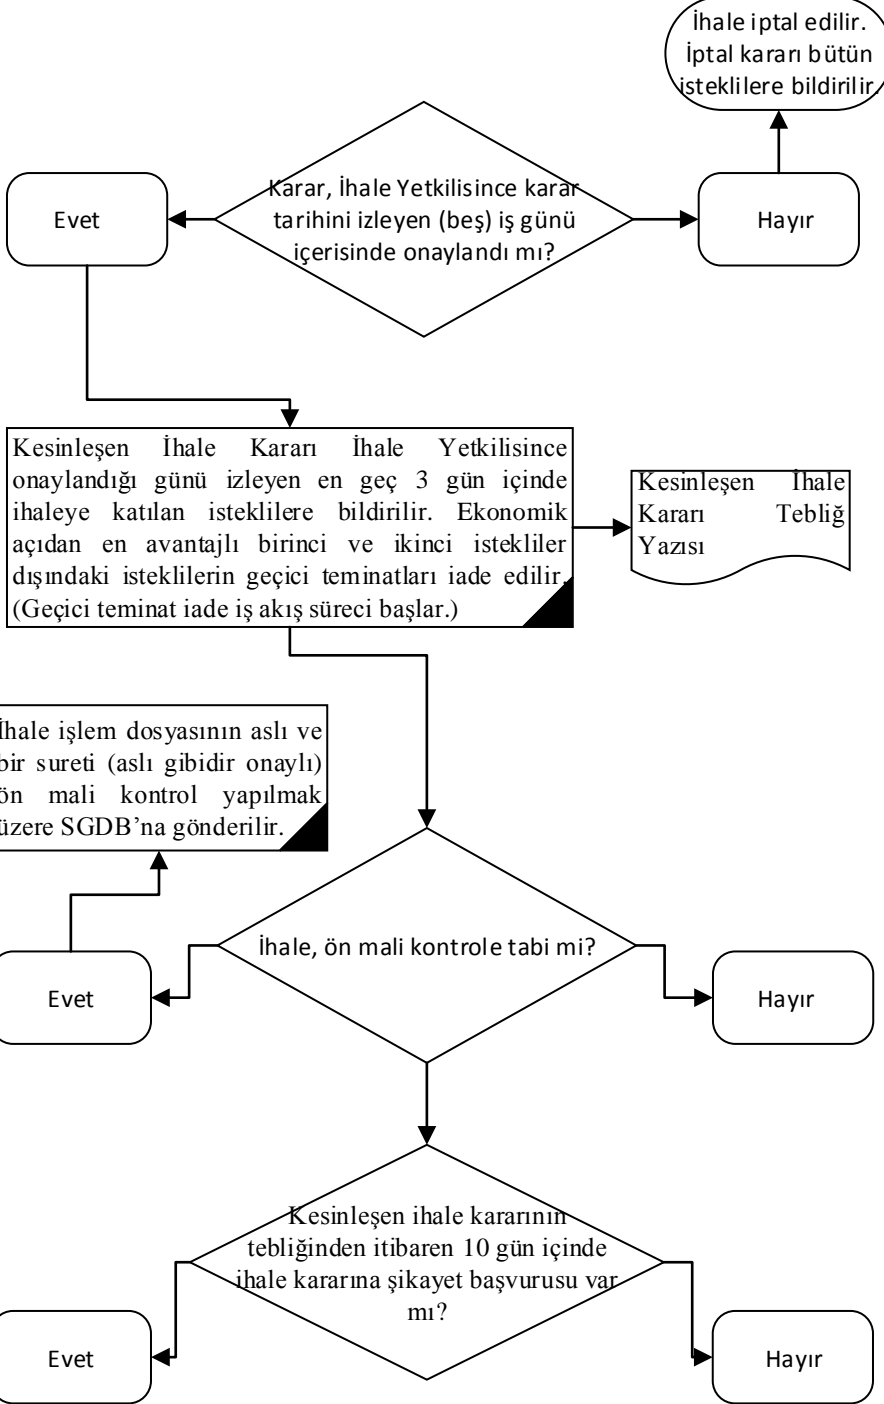 İhale iptal edilir.
İptal kararı bütün
isteklilere bildirilir.
Karar, İhale Yetkilisince karar
tarihini izleyen (beş) iş günü
içerisinde onaylandı mı?
Evet
Hayır
Kesinleşen İhale Kararı İhale Yetkilisince
onaylandığı günü izleyen en geç 3 gün içinde
ihaleye katılan isteklilere bildirilir. Ekonomik
açıdan en avantajlı birinci ve ikinci istekliler
dışındaki isteklilerin geçici teminatları iade edilir.
(Geçici teminat iade iş akış süreci başlar.)
Kesinleşen İhale
Kararı Tebliğ
Yazısı
İhale işlem dosyasının aslı ve
bir sureti (aslı gibidir onaylı)
ön mali kontrol yapılmak
üzere SGDB’na gönderilir.
İhale, ön mali kontrole tabi mi?
Evet
Hayır
Kesinleşen ihale kararının
tebliğinden itibaren 10 gün içinde
ihale kararına şikayet başvurusu var
mı?
Evet
Hayır